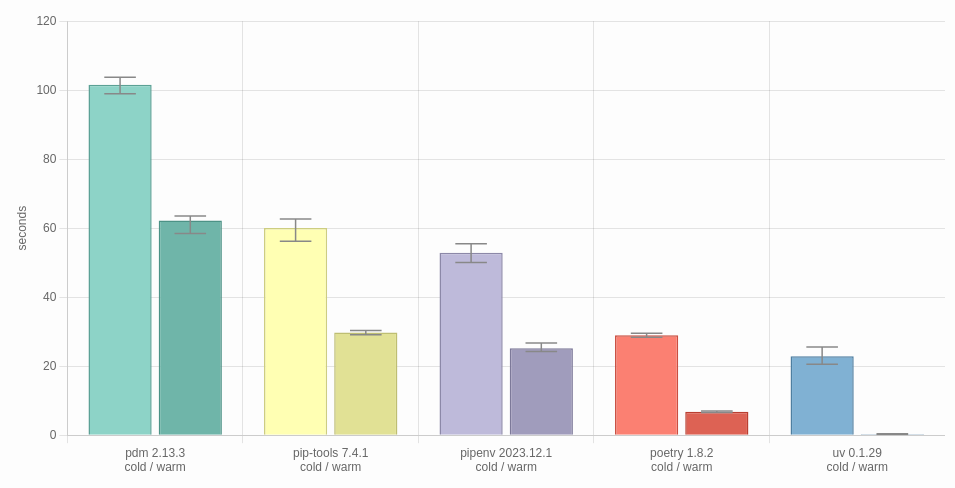 120
100
80
60
40
20
0
seconds
pdm 2.13.3
cold / warm
pip-tools 7.4.1
cold / warm
pipenv 2023.12.1
cold / warm
poetry 1.8.2
cold / warm
uv 0.1.29
cold / warm